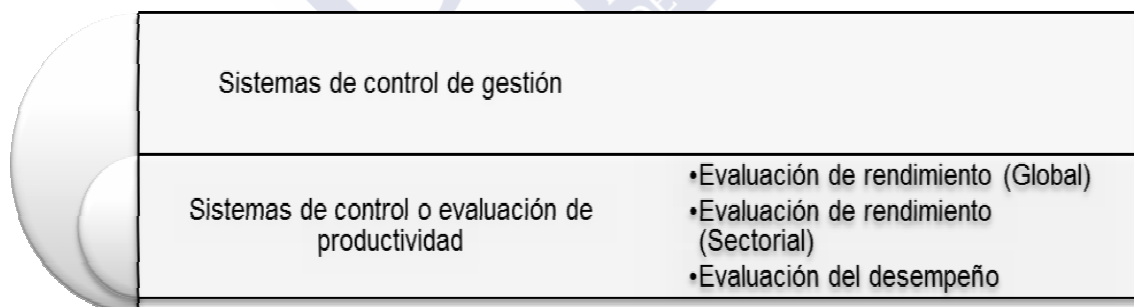 Sistemas de control de gestión
Sistemas de control o evaluación de
productividad
•Evaluación de rendimiento (Global)
•Evaluación de rendimiento
(Sectorial)
•Evaluación del desempeño